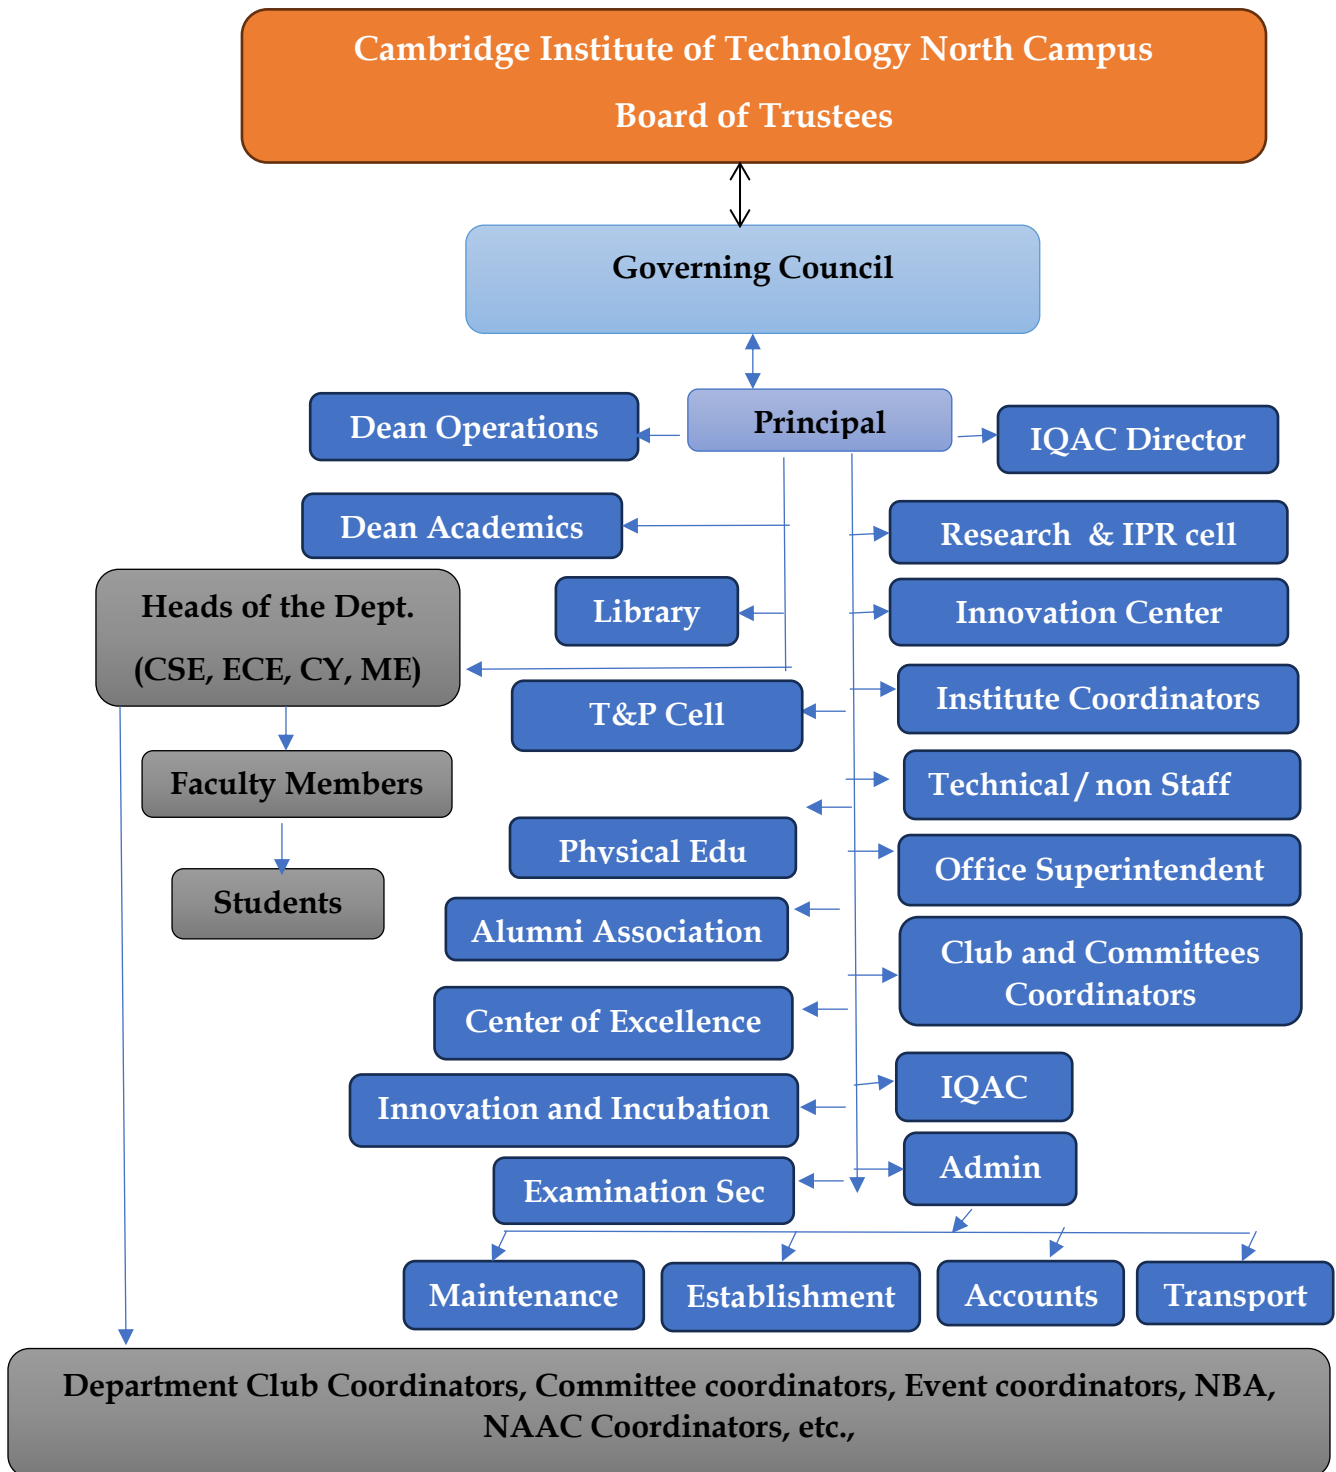 Cambridge Institute of Technology North Campus
Board of Trustees
Governing Council
Principal
Dean Operations
IQAC Director
Dean Academics
Research & IPR cell
Heads of the Dept.
(CSE, ECE, CY, ME)
Library
Innovation Center
T&P Cell
Institute Coordinators
Faculty Members
Technical / non Staff
Physical Edu
Office Superintendent
Students
Alumni Association
Club and Committees
Coordinators
Center of Excellence
IQAC
Innovation and Incubation
Admin
Examination Sec
Maintenance
Establishment
Accounts
Transport
Department Club Coordinators, Committee coordinators, Event coordinators, NBA,
NAAC Coordinators, etc.,